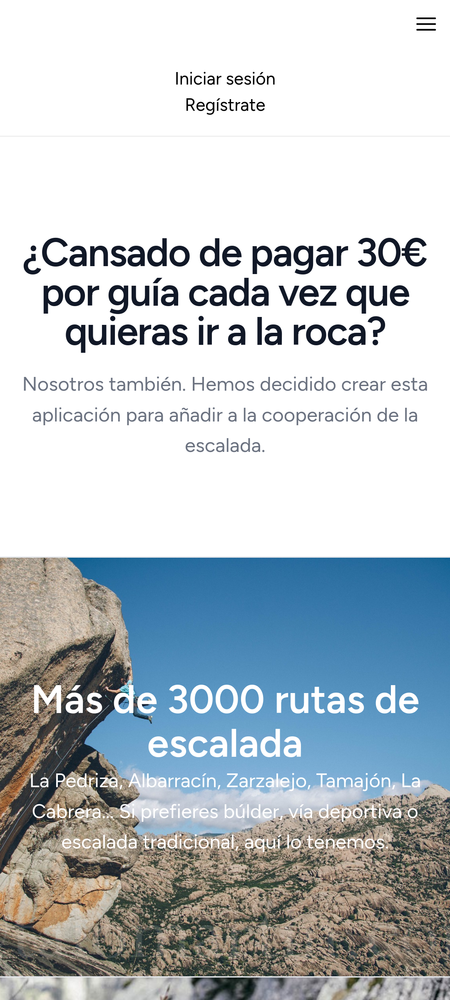 Iniciar sesión
Regístrate
¿Cansado de pagar 30€
por guía cada vez que
quieras ir a la roca?
Nosotros también. Hemos decidido crear esta
aplicación para añadir a la cooperación de la
escalada.
Más de 3000 rutas de
escalada
La Pedriza, Albarracín, Zarzalejo, Tamajón, La
Cabrera... Si prefieres búlder, vía deportiva o
escalada tradicional, aquí lo tenemos.